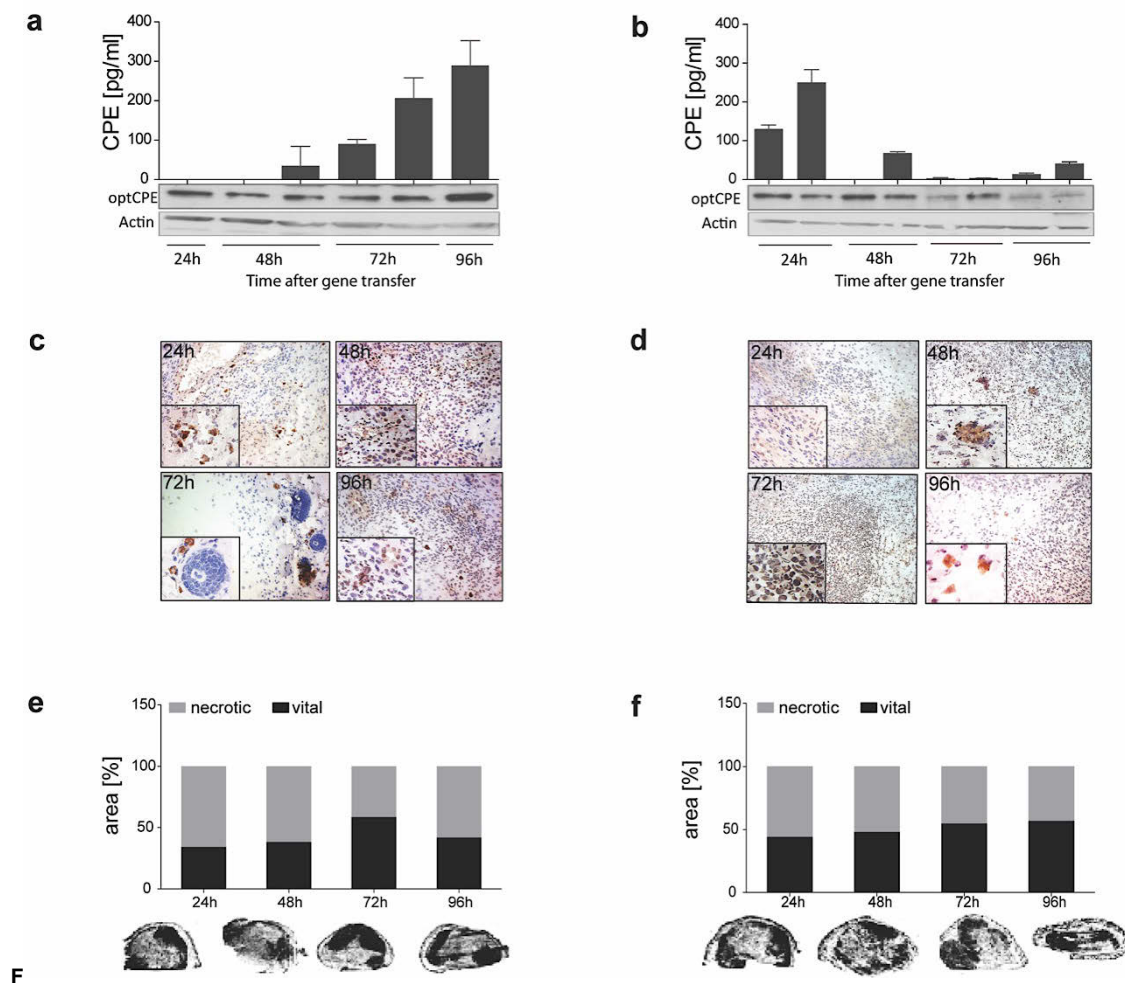 a
400
300
200
100
0
CPE [pg/ml]
optCPE
Actin
24h 48h 72h 96h
Time after gene transfer
b
400
300
200
100
0
CPE [pg/ml]
optCPE
Actin
24h 48h 72h 96h
Time after gene transfer
c
24h 48h
72h 96h
d
24h 48h
72h 96h
e
150
100
50
0
area [%]
necrotic vital
24h 48h 72h 96h
f
150
100
50
0
area [%]
necrotic vital
24h 48h 72h 96h
F